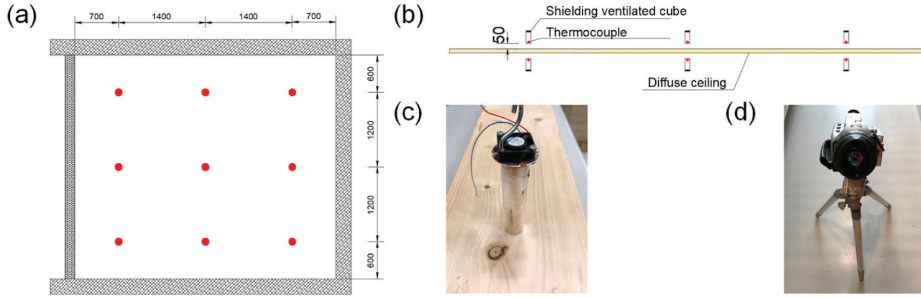 (a)
700
1400
1400
700
600
1200
1200
600
(b)
Shielding ventilated cube
Thermocouple
50
Diffuse ceiling
(c)
(d)